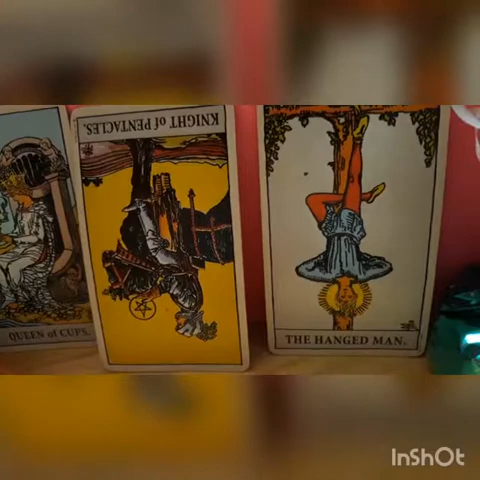 KNIGHT of PENTACLES.
QUEEN of CUPS.
THE HANGED MAN.
InShOt